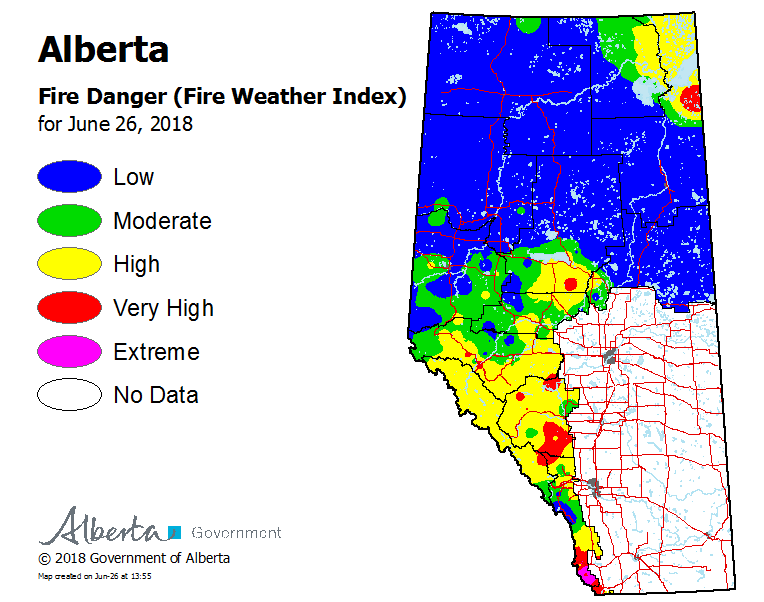 Alberta
Fire Danger (Fire Weather Index)
for June 26, 2018
Low
Moderate
High
Very High
Extreme
No Data
Alberta Government
© 2018 Government of Alberta
Map created on Jun-26 at 13:55